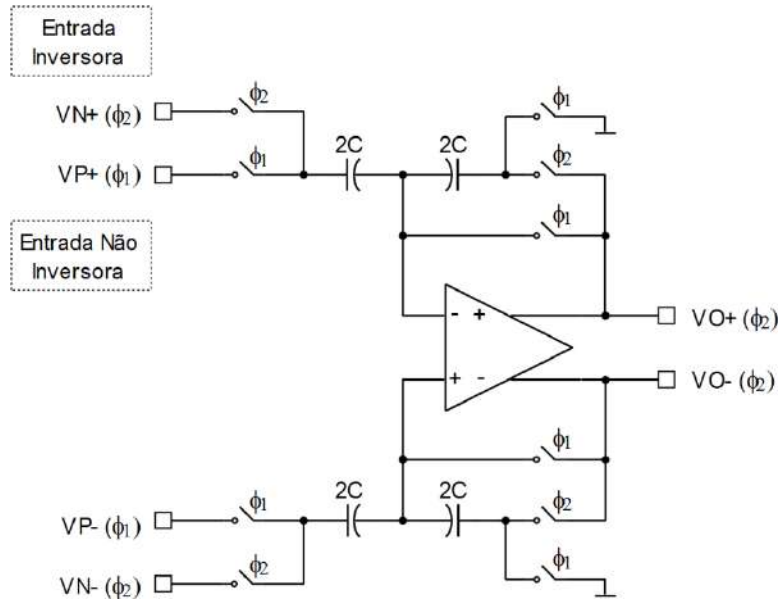 Entrada
Inversora
VN+ (ϕ2)
ϕ2
ϕ1
VP+ (ϕ1)
ϕ1
2C
2C
ϕ2
Entrada Não
Inversora
ϕ1
- +
VO+ (ϕ2)
+ -
VO- (ϕ2)
ϕ1
2C
2C
VP- (ϕ1)
ϕ1
ϕ2
VN- (ϕ2)
ϕ2
ϕ1